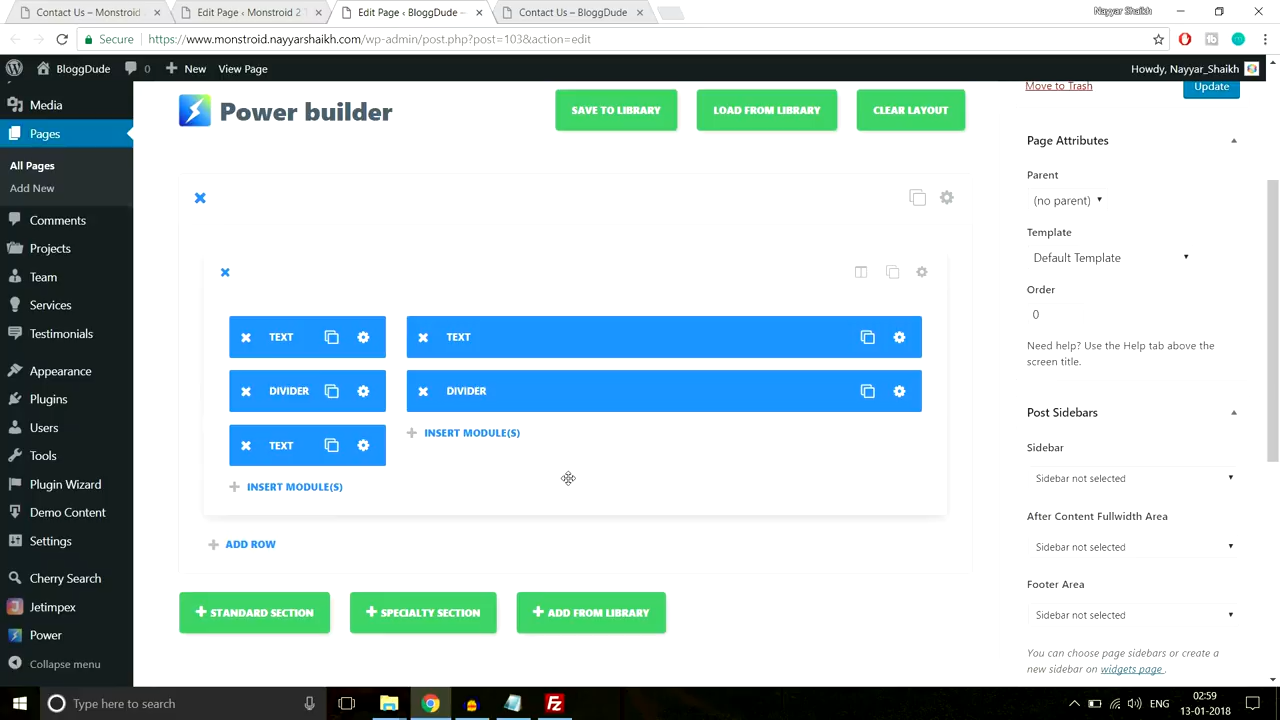 Contact Us – Monstroid
Edit Page ‹ Monstroid 2
Edit Page ‹ BloggDude –
Contact Us – BloggDude
Nayyar Shaikh
Secure
https://www.monstroid.nayyarshaikh.com/wp-admin/post.php?post=103&action=edit
BloggDude
0
New
View Page
Howdy, Nayyar_Shaikh
Media
Pages
All Pages
Add New
Comments
Projects
Team
Services
Testimonials
Appearance
Plugins
Users
Tools
Plugin Wizard
Demo Content
Settings
Cherry Search
Jetimpex
Power
Collapse menu
Power builder
SAVE TO LIBRARY
LOAD FROM LIBRARY
CLEAR LAYOUT
TEXT
TEXT
DIVIDER
DIVIDER
TEXT
INSERT MODULE(S)
INSERT MODULE(S)
ADD ROW
STANDARD SECTION
SPECIALTY SECTION
ADD FROM LIBRARY
Move to Trash
Update
Page Attributes
Parent
(no parent)
Template
Default Template
Order
0
Need help? Use the Help tab above the
screen title.
Post Sidebars
Sidebar
Sidebar not selected
After Content Fullwidth Area
Sidebar not selected
Footer Area
Sidebar not selected
You can choose page sidebars or create a
new sidebar on widgets page .
Type here to search
ENG
02:59
13-01-2018